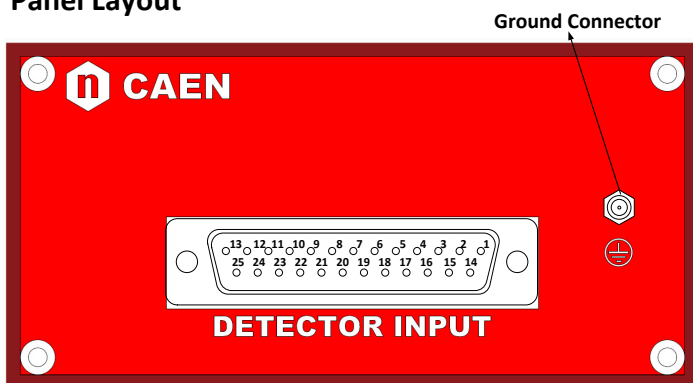 Panel Layout
Ground Connector
n CAEN
13 12 11 10 9 8 7 6 5 4 3 2 1
25 24 23 22 21 20 19 18 17 16 15 14
DETECTOR INPUT